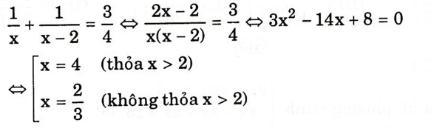 1/x + 1/(x − 2) = 3/4 ⇔ (2x − 2)/(x(x − 2)) = 3/4 ⇔ 3x² − 14x + 8 = 0
⇔ [ x = 4 (thỏa x > 2)
x = 2/3 (không thỏa x > 2)